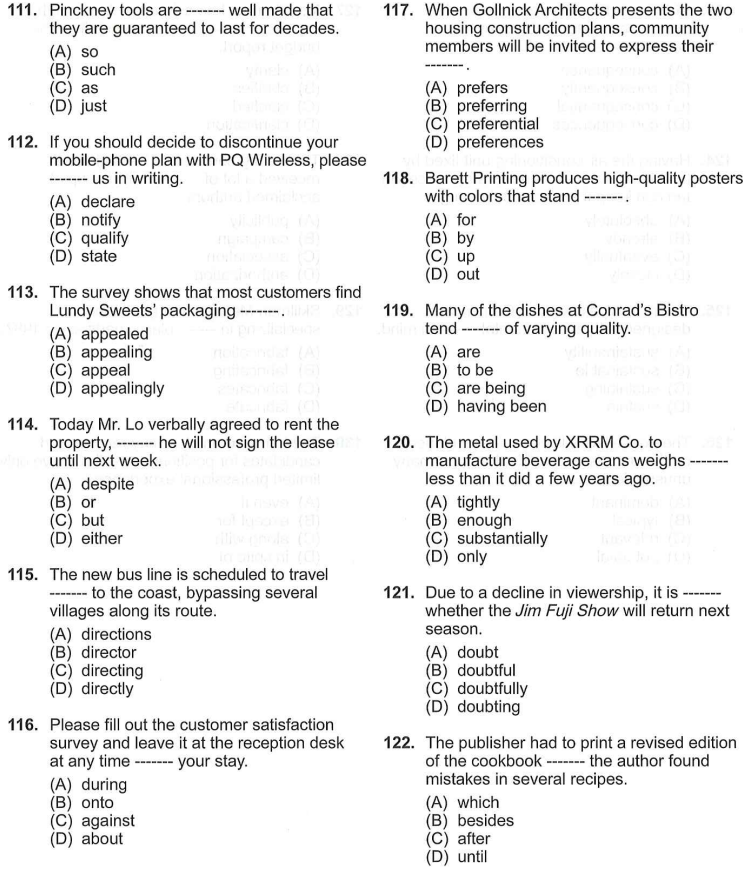 111. Pinckney tools are ------- well made that
they are guaranteed to last for decades.
(A) so
(B) such
(C) as
(D) just
112. If you should decide to discontinue your
mobile-phone plan with PQ Wireless, please
------- us in writing.
(A) declare
(B) notify
(C) qualify
(D) state
113. The survey shows that most customers find
Lundy Sweets' packaging -------.
(A) appealed
(B) appealing
(C) appeal
(D) appealingly
114. Today Mr. Lo verbally agreed to rent the
property, ------- he will not sign the lease
until next week.
(A) despite
(B) or
(C) but
(D) either
115. The new bus line is scheduled to travel
------- to the coast, bypassing several
villages along its route.
(A) directions
(B) director
(C) directing
(D) directly
116. Please fill out the customer satisfaction
survey and leave it at the reception desk
at any time ------- your stay.
(A) during
(B) onto
(C) against
(D) about
117. When Gollnick Architects presents the two
housing construction plans, community
members will be invited to express their
-------.
(A) prefers
(B) preferring
(C) preferential
(D) preferences
118. Barett Printing produces high-quality posters
with colors that stand -------.
(A) for
(B) by
(C) up
(D) out
119. Many of the dishes at Conrad's Bistro
tend ------- of varying quality.
(A) are
(B) to be
(C) are being
(D) having been
120. The metal used by XRRM Co. to
manufacture beverage cans weighs -------
less than it did a few years ago.
(A) tightly
(B) enough
(C) substantially
(D) only
121. Due to a decline in viewership, it is -------
whether the Jim Fuji Show will return next
season.
(A) doubt
(B) doubtful
(C) doubtfully
(D) doubting
122. The publisher had to print a revised edition
of the cookbook ------- the author found
mistakes in several recipes.
(A) which
(B) besides
(C) after
(D) until